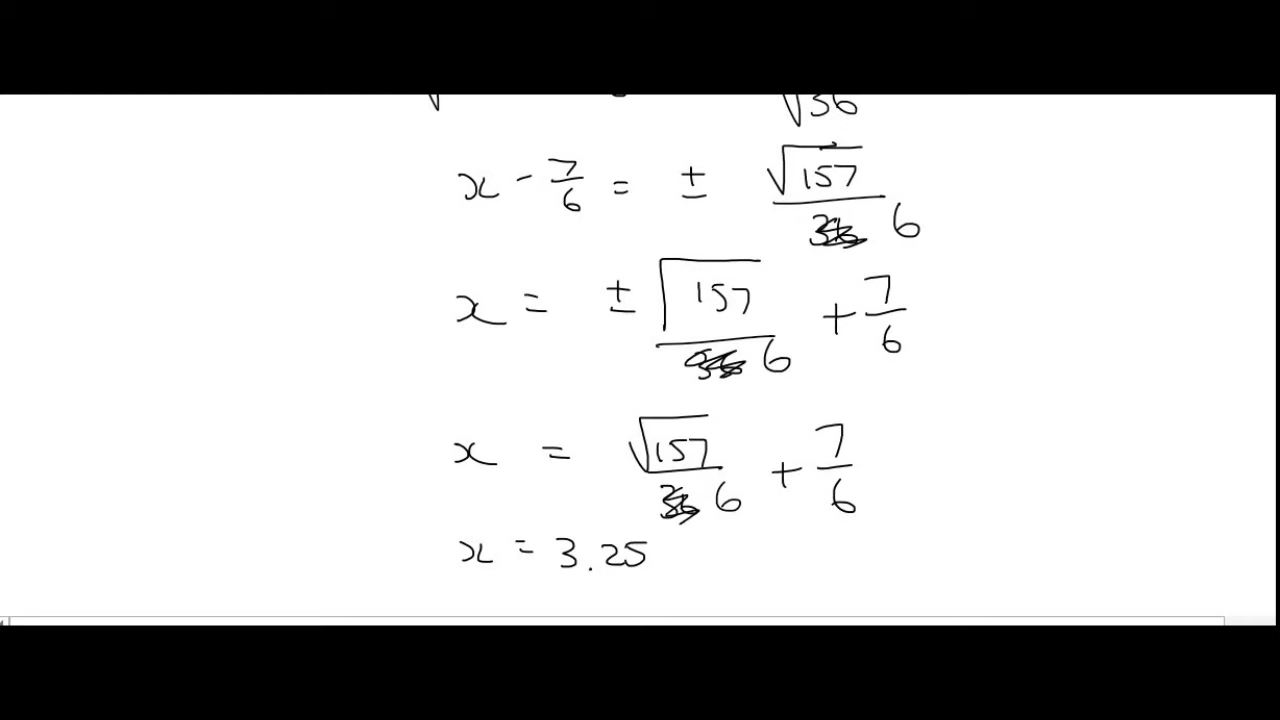 √36
x - 7/6 = ± √157/6
x = ± √157/6 + 7/6
x = √157/6 + 7/6
x = 3.25